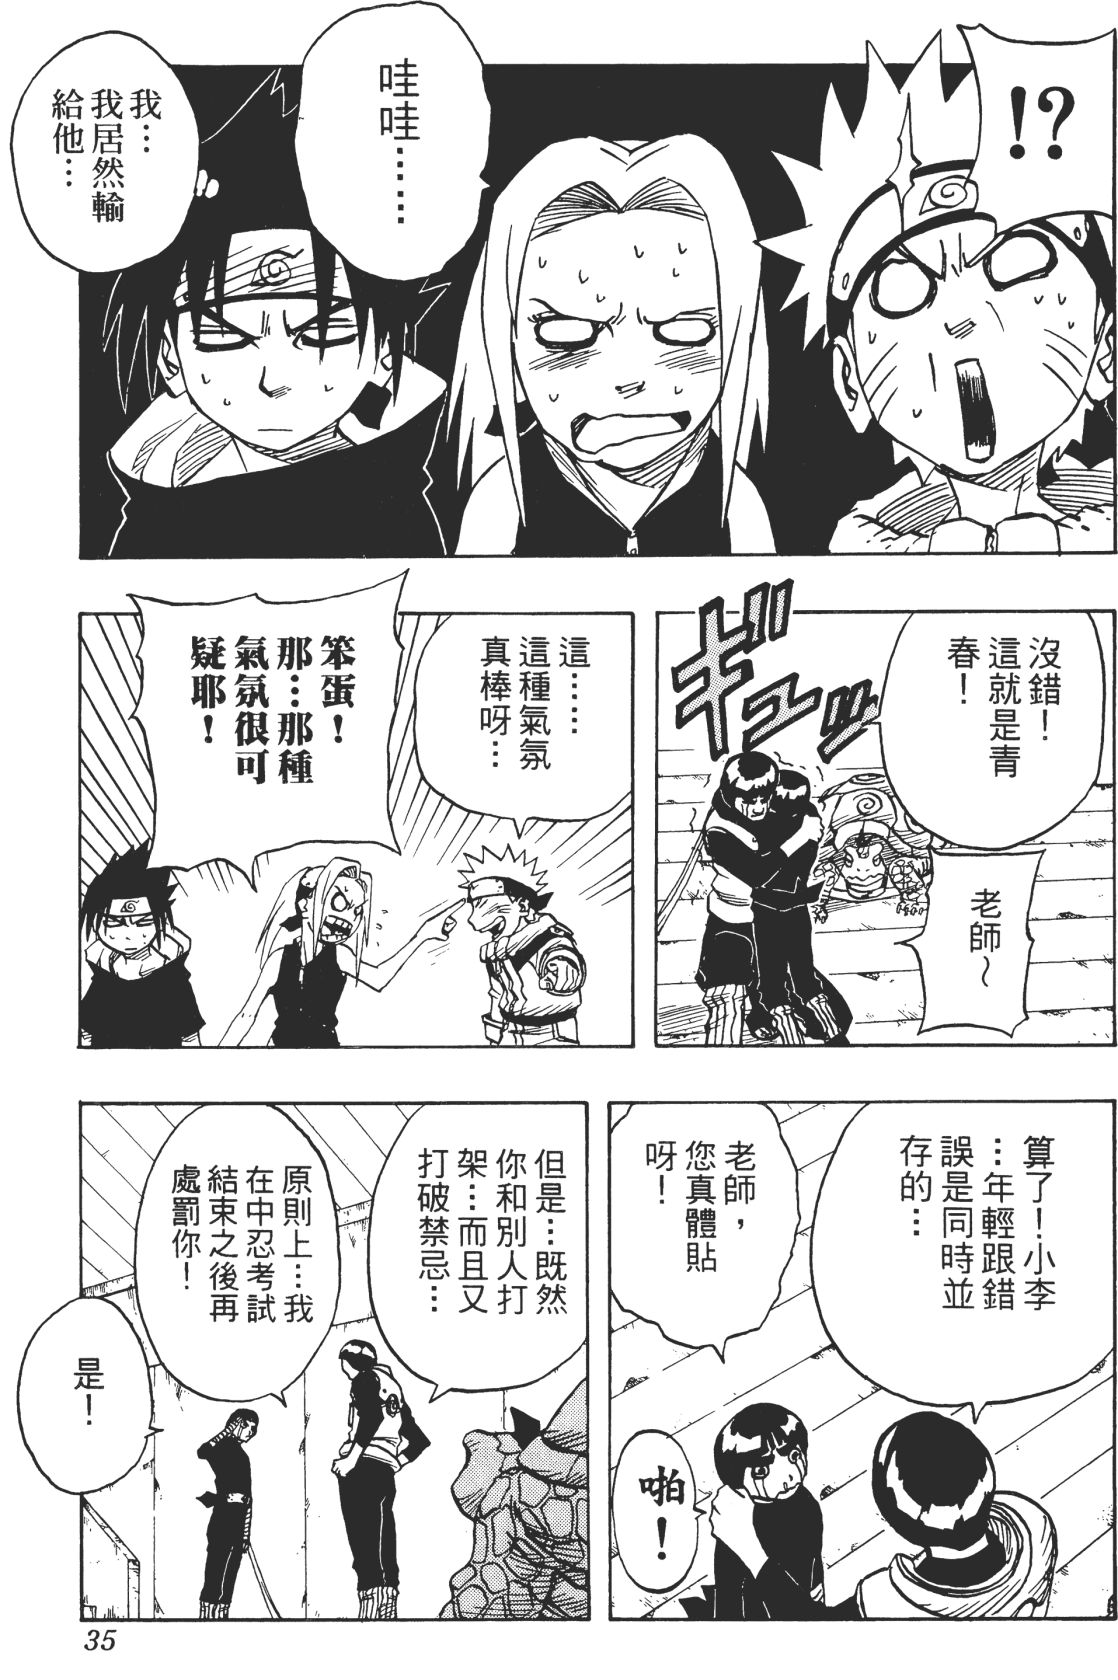 !?
哇哇……
我…
我居然輸
給他…
沒錯！
這就是青
春！
ギュッ
老師～
這……
這種氣氛
真棒呀…
笨蛋！
那…那種
氣氛很可
疑耶！
算了！小李
…年輕跟錯
誤是同時並
存的…
老師，
您真體貼
呀！
啪！
但是…既然
你和別人打
架…而且又
打破禁忌…
原則上…我
在中忍考試
結束之後再
處罰你！
是！
35